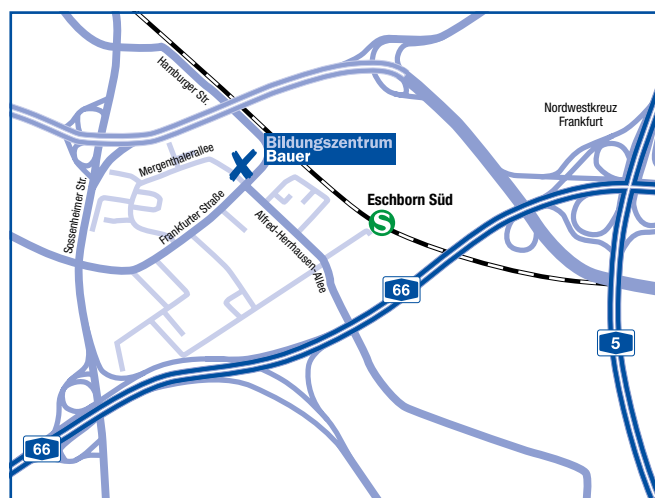 Hamburger Str.
Nordwestkreuz
Frankfurt
Bildungszentrum
Bauer
Mergenthalerallee
Sossenheimer Str.
Frankfurter Straße
Eschborn Süd
S
Alfred-Herrhausen-Allee
66
5
66